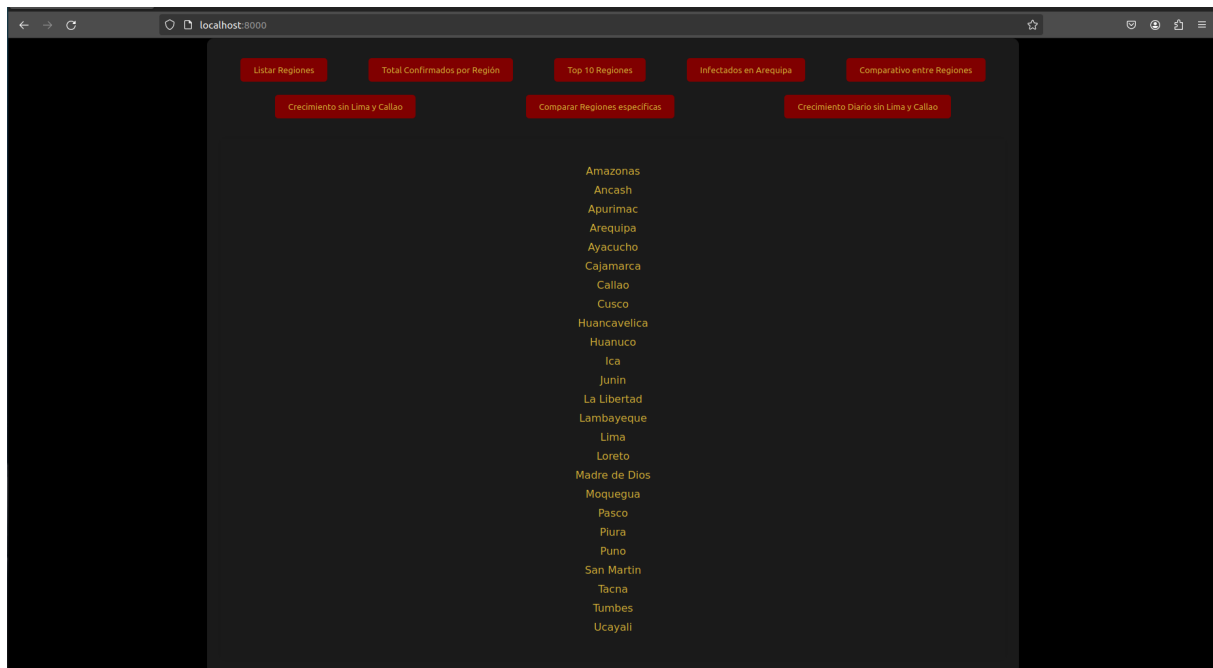 localhost:8000
Listar Regiones Total Confirmados por Región Top 10 Regiones Infectados en Arequipa Comparativo entre Regiones
Crecimiento sin Lima y Callao Comparar Regiones especificas Crecimiento Diario sin Lima y Callao
Amazonas
Ancash
Apurimac
Arequipa
Ayacucho
Cajamarca
Callao
Cusco
Huancavelica
Huanuco
Ica
Junin
La Libertad
Lambayeque
Lima
Loreto
Madre de Dios
Moquegua
Pasco
Piura
Puno
San Martin
Tacna
Tumbes
Ucayali